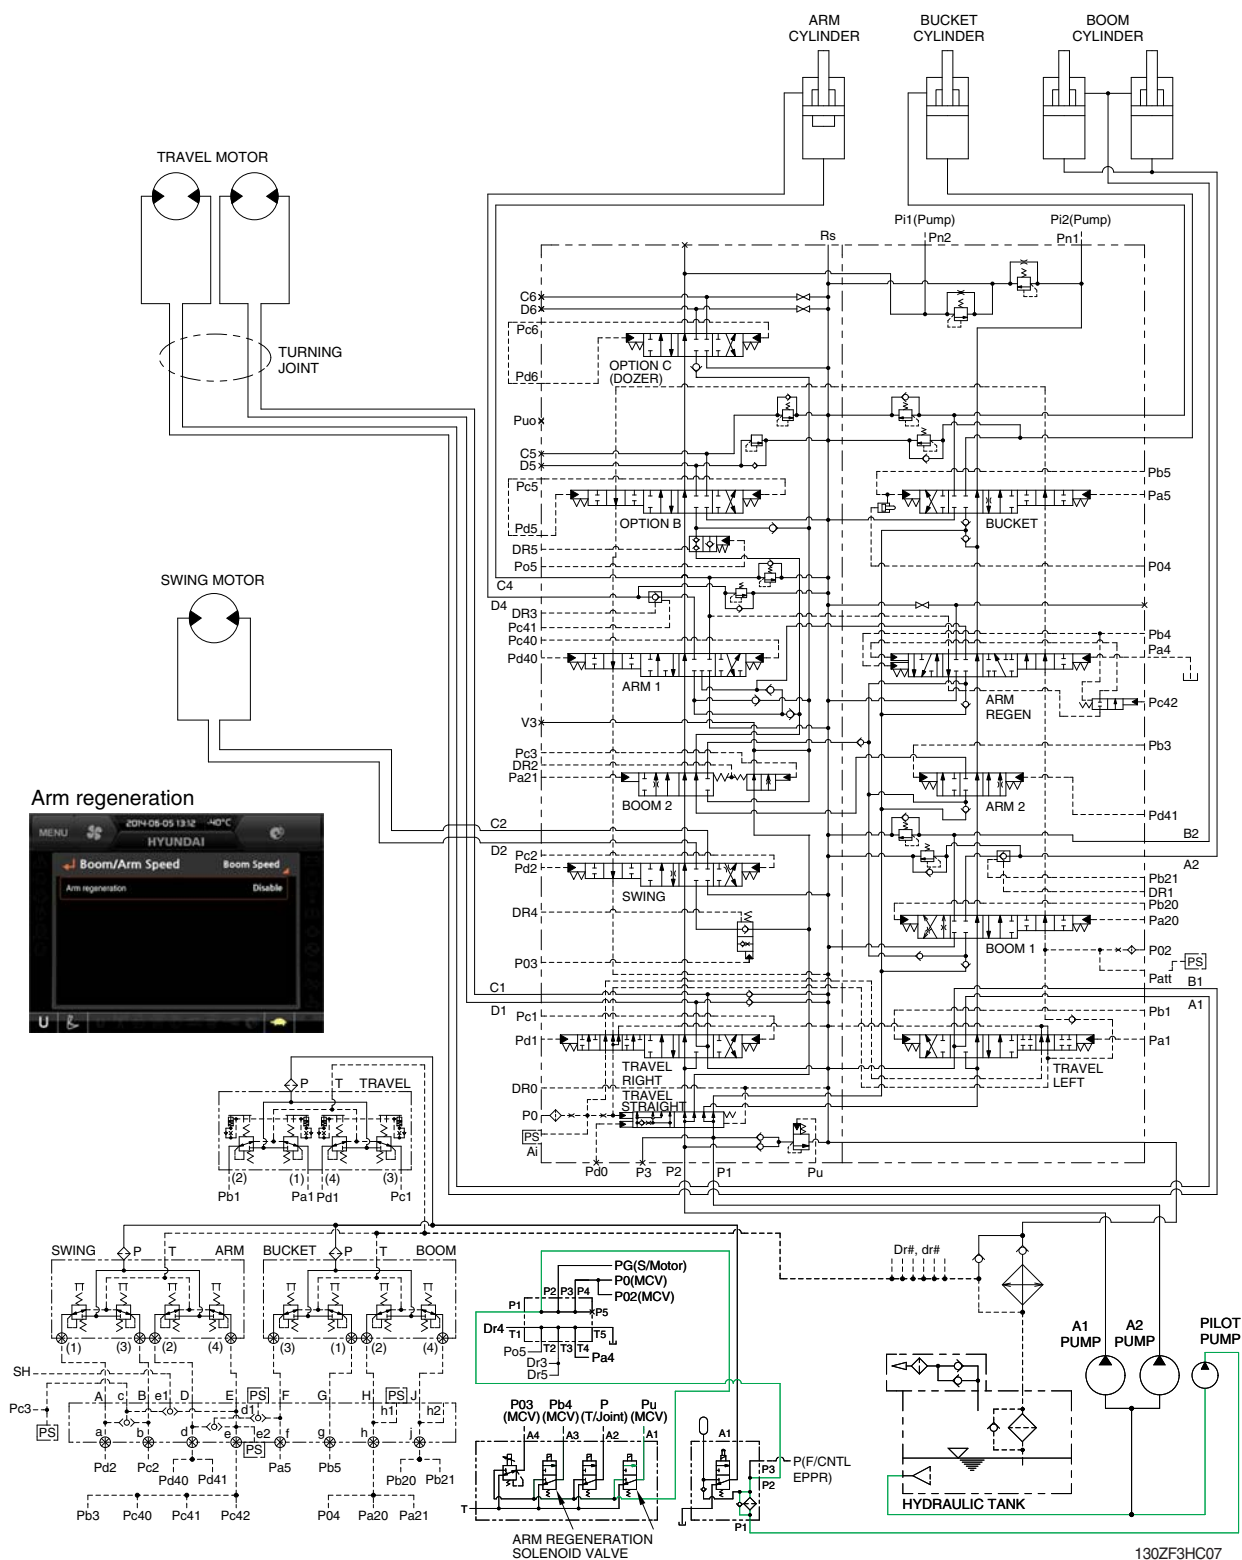 ARM
CYLINDER
BUCKET
CYLINDER
BOOM
CYLINDER
TRAVEL MOTOR
TURNING
JOINT
Pi1(Pump)
Pn2
Pi2(Pump)
Pn1
Rs
C6
D6
Pc6
OPTION C
(DOZER)
Pd6
Puo
C5
D5
Pc5
Pd5
OPTION B
DR5
Po5
Pb5
Pa5
BUCKET
P04
SWING MOTOR
C4
D4
DR3
Pc41
Pc40
Pd40
ARM 1
Pb4
Pa4
ARM
REGEN
Pc42
V3
Pc3
DR2
Pa21
BOOM 2
Pb3
ARM 2
Pd41
B2
A2
C2
D2
Pc2
Pd2
SWING
DR4
P03
Pb21
DR1
Pb20
Pa20
BOOM 1
P02
PS
Patt
B1
A1
C1
D1
Pc1
Pd1
TRAVEL
RIGHT
Pb1
Pa1
TRAVEL
LEFT
DR0
TRAVEL
STRAIGHT
P0
PS
Ai
Pd0
P3
P2
P1
Pu
Arm regeneration
MENU
2014-06-05 13:12
-40°C
HYUNDAI
Boom/Arm Speed
Boom Speed
Arm regeneration
Disable
U
P
T
TRAVEL
(2)
(1)
(4)
(3)
Pb1
Pa1
Pd1
Pc1
SWING
P
T
ARM
BUCKET
P
T
BOOM
(1)
(3)
(2)
(4)
(3)
(1)
(2)
(4)
SH
Pc3
PS
A
c
B
e1
D
E
PS
F
G
H
PS
J
d1
h1
h2
a
b
d
e
e2
f
g
h
j
PS
Pd2
Pc2
Pd40
Pd41
Pa5
Pb5
Pb20
Pb21
Pb3
Pc40
Pc41
Pc42
P04
Pa20
Pa21
PG(S/Motor)
P0(MCV)
P02(MCV)
P1
P2
P3
P4
P5
Dr4
T1
T2
T3
T4
T5
Po5
Dr3
Dr5
Pa4
P03
(MCV)
Pb4
(MCV)
P
(T/Joint)
Pu
(MCV)
A4
A3
A2
A1
T
ARM REGENERATION
SOLENOID VALVE
A1
P3
P2
P1
P(F/CNTL
EPPR)
Dr#, dr#
A1
PUMP
A2
PUMP
PILOT
PUMP
HYDRAULIC TANK
130ZF3HC07